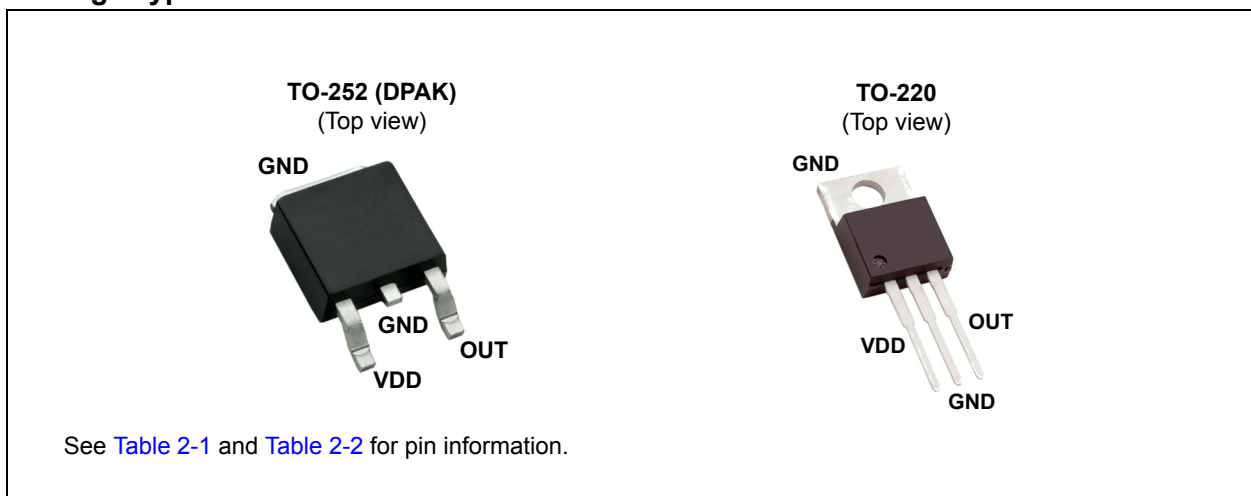 TO-252 (DPAK)
(Top view)
GND
GND
OUT
VDD
TO-220
(Top view)
GND
OUT
VDD
GND
See Table 2-1 and Table 2-2 for pin information.